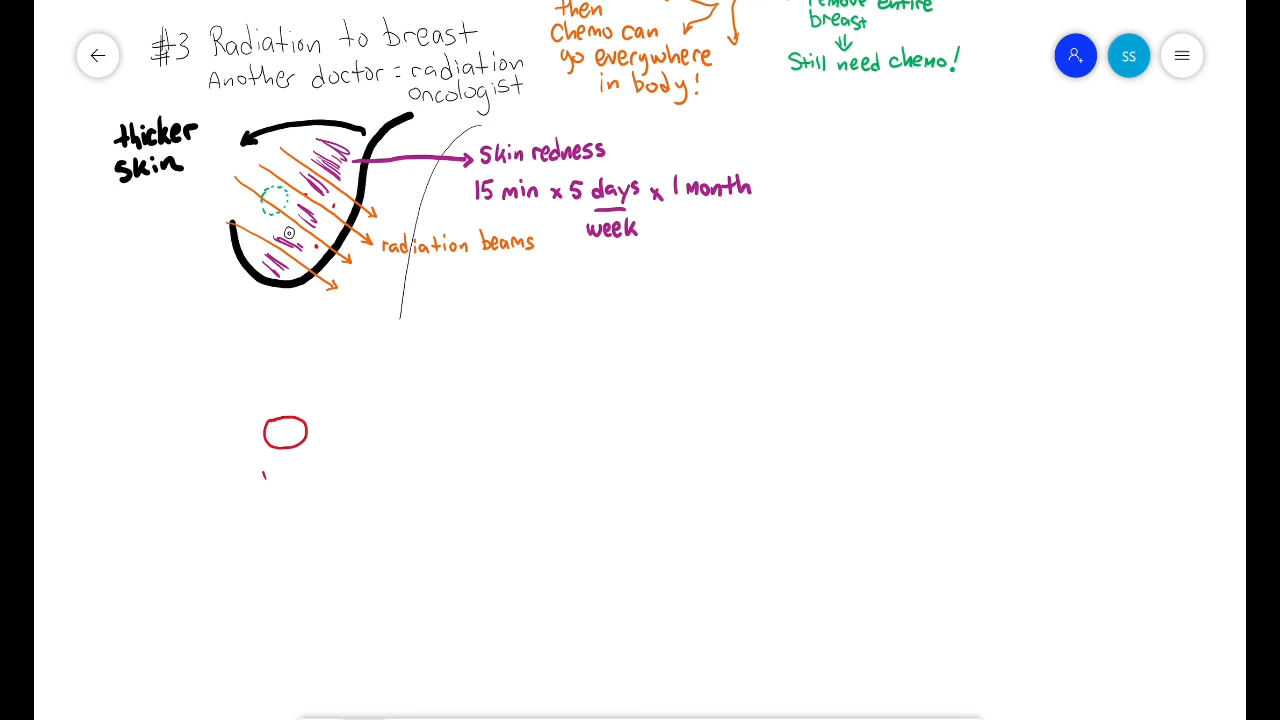 then
chemo can
go everywhere
in body!
remove entire
breast
still need chemo!
#3 Radiation to breast
Another doctor = radiation
oncologist
thicker
skin
skin redness
15 min x 5 days x 1 month
week
radiation beams
SS